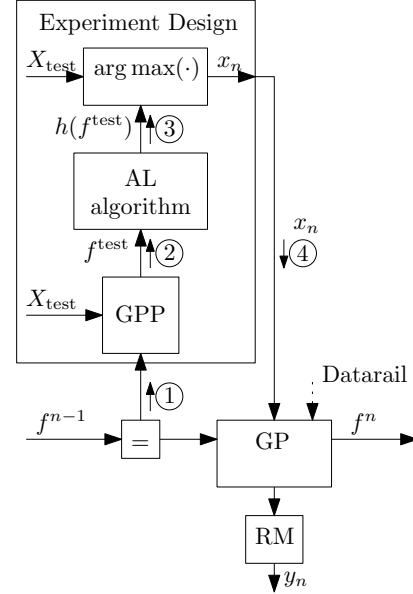 Experiment Design
X_test
arg max(·)
x_n
h(f^test)
③
AL
algorithm
x_n
f^test
②
④
X_test
GPP
Datarail
①
f^{n−1}
=
GP
f^n
RM
y_n